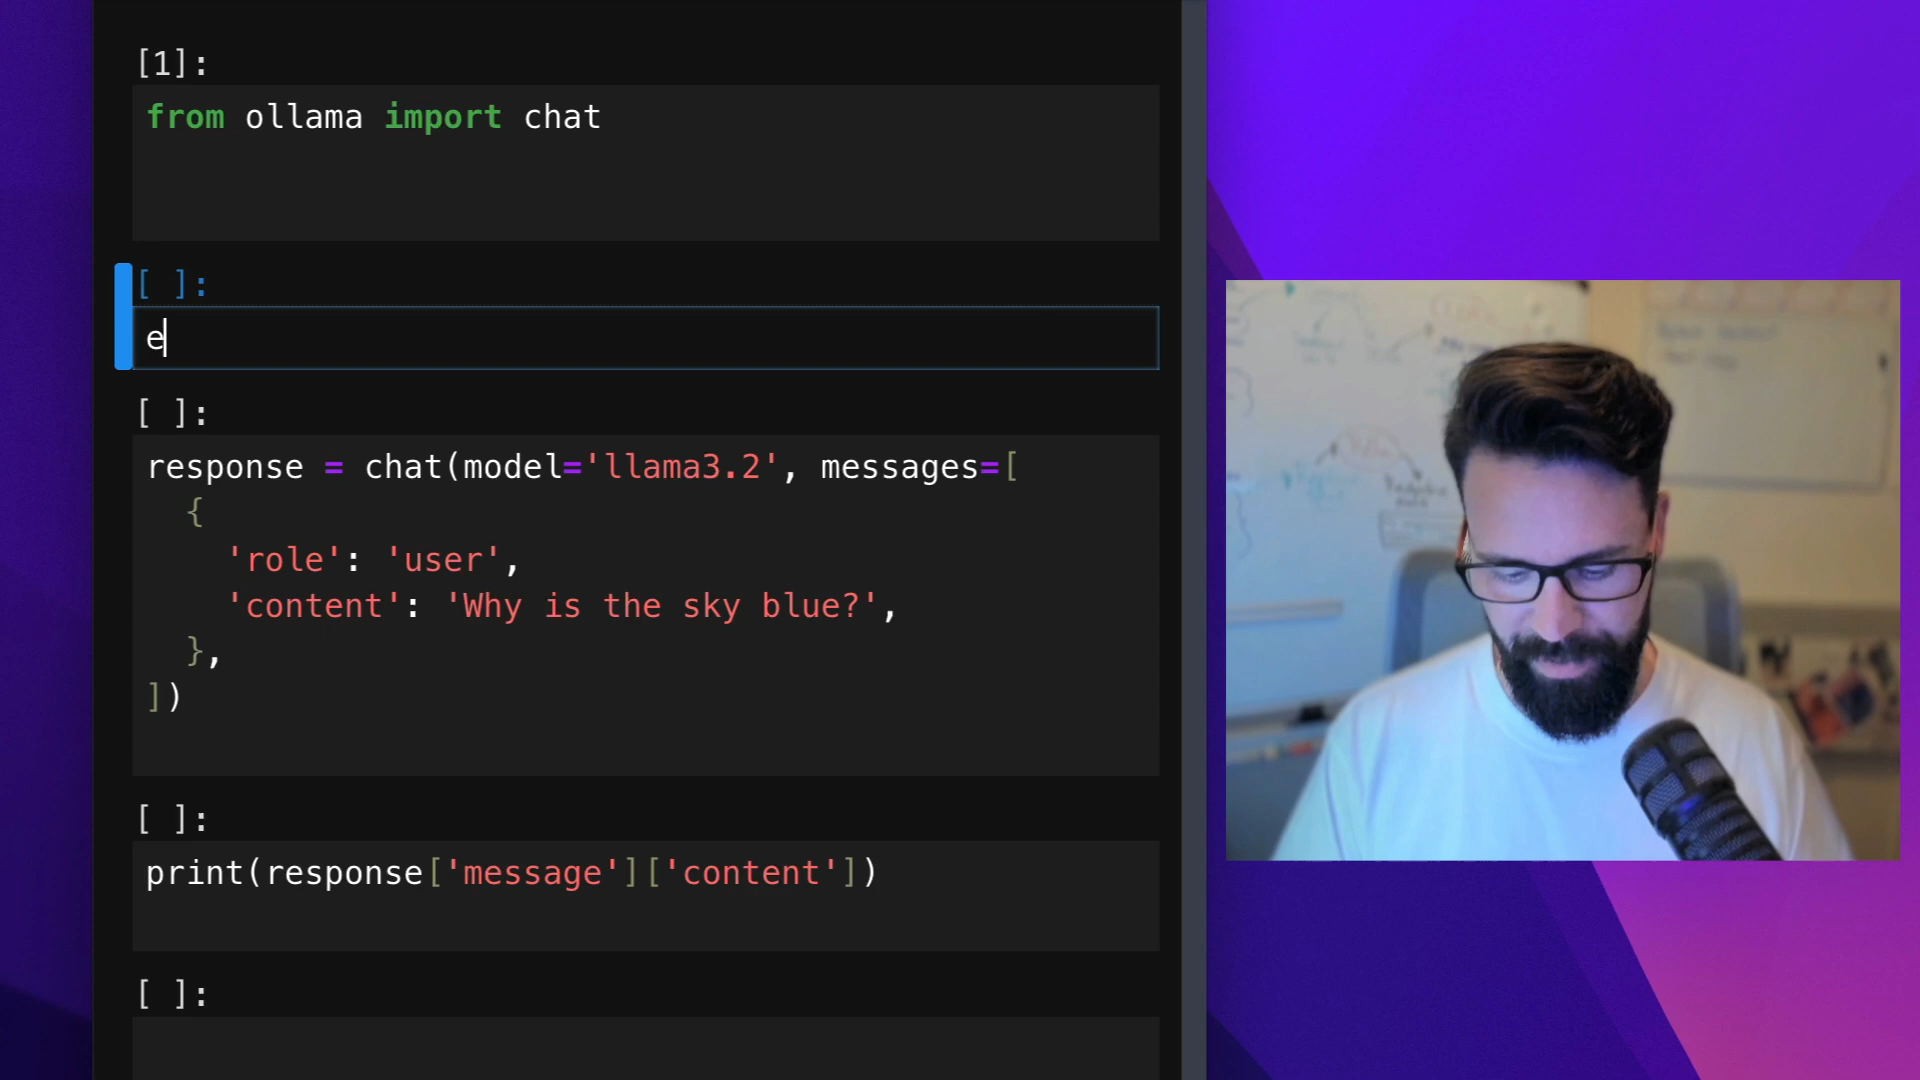 [1]:
from ollama import chat
[ ]:
e
[ ]:
response = chat(model='llama3.2', messages=[
  {
    'role': 'user',
    'content': 'Why is the sky blue?',
  },
])
[ ]:
print(response['message']['content'])
[ ]: